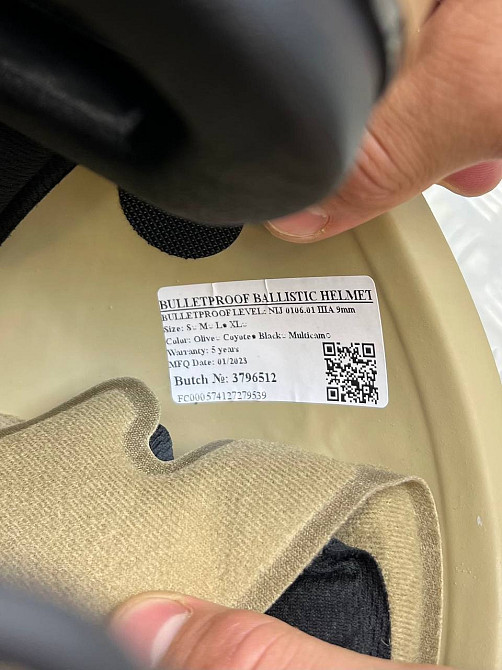 BULLETPROOF BALLISTIC HELMET
BULLETPROOF LEVEL: NIJ 0106.01 IIIA 9mm
Size: S○ M○ L● XL○
Color: Olive○ Coyote● Black○ Multicam○
Warranty: 5 years
MFQ Date: 01/2023
Butch №: 3796512
FC000574127279539